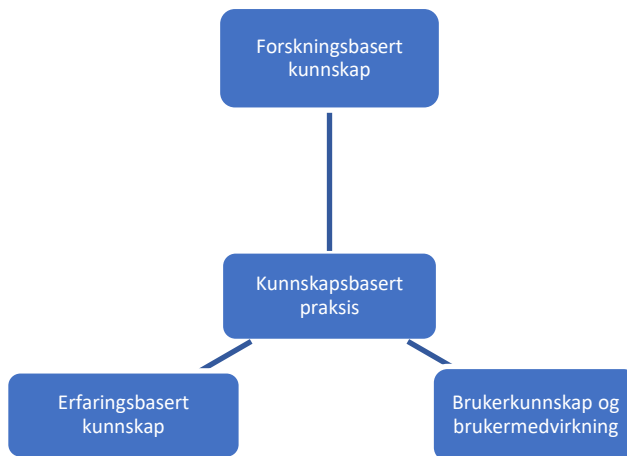 Forskningsbasert
kunnskap
Kunnskapsbasert
praksis
Erfaringsbasert
kunnskap
Brukerkunnskap og
brukermedvirkning